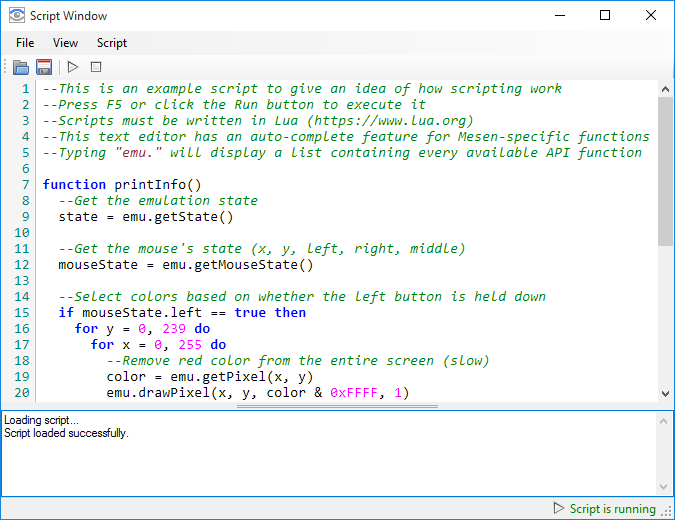 Script Window
File View Script
1 --This is an example script to give an idea of how scripting work
2 --Press F5 or click the Run button to execute it
3 --Scripts must be written in Lua (https://www.lua.org)
4 --This text editor has an auto-complete feature for Mesen-specific functions
5 --Typing "emu." will display a list containing every available API function
6
7 function printInfo()
8   --Get the emulation state
9   state = emu.getState()
10
11   --Get the mouse's state (x, y, left, right, middle)
12   mouseState = emu.getMouseState()
13
14   --Select colors based on whether the left button is held down
15   if mouseState.left == true then
16     for y = 0, 239 do
17       for x = 0, 255 do
18         --Remove red color from the entire screen (slow)
19         color = emu.getPixel(x, y)
20         emu.drawPixel(x, y, color & 0xFFFF, 1)
Loading script...
Script loaded successfully.
Script is running